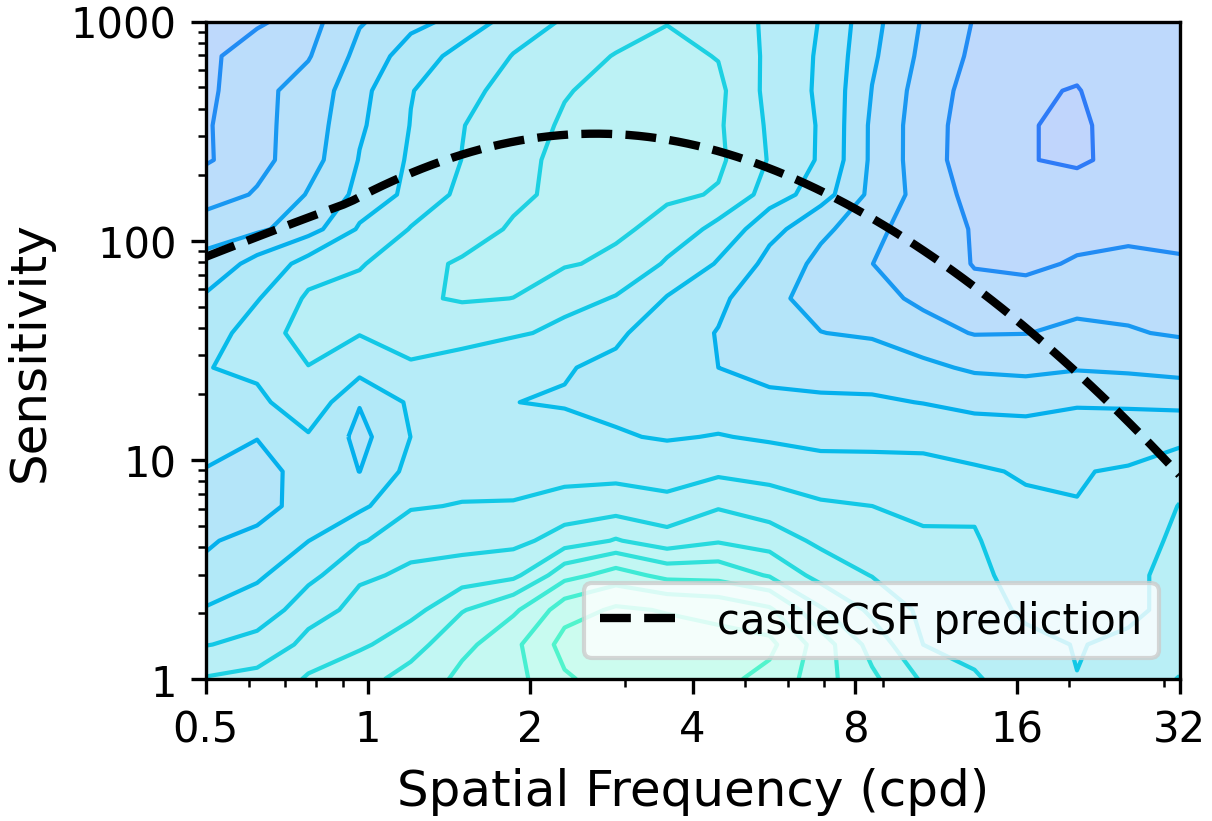 1000
100
10
1
Sensitivity
castleCSF prediction
0.5 1 2 4 8 16 32
Spatial Frequency (cpd)